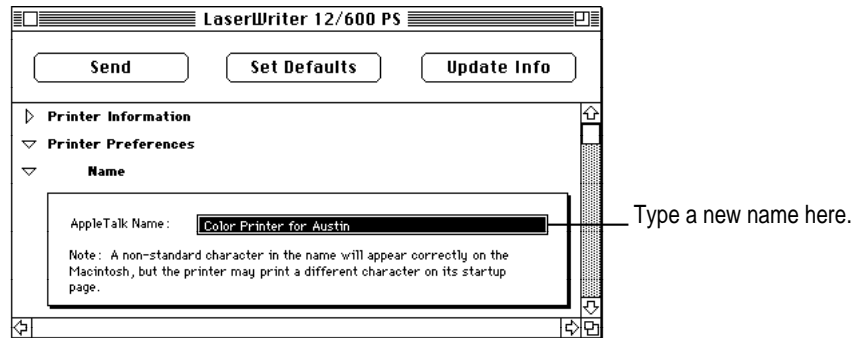 LaserWriter 12/600 PS
Send
Set Defaults
Update Info
Printer Information
Printer Preferences
Name
AppleTalk Name:
Color Printer for Austin
Type a new name here.
Note: A non-standard character in the name will appear correctly on the
Macintosh, but the printer may print a different character on its startup
page.